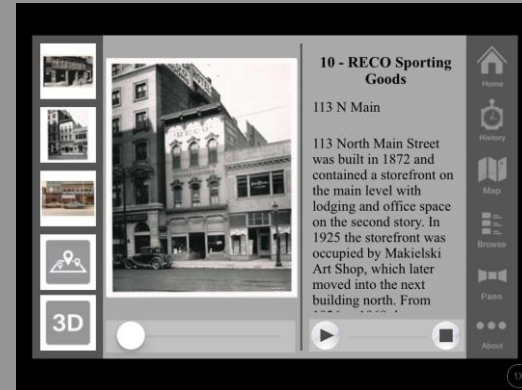 10 - RECO Sporting
Goods
113 N Main
113 North Main Street
was built in 1872 and
contained a storefront on
the main level with
lodging and office space
on the second story. In
1925 the storefront was
occupied by Makielski
Art Shop, which later
moved into the next
building north. From
RECO
3D
Home
History
Map
Browse
Pano
About